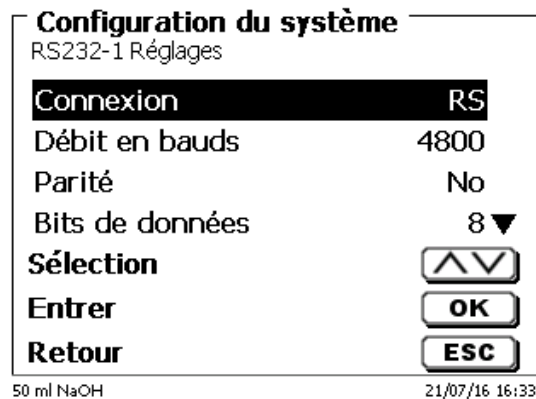 Configuration du système
RS232-1 Réglages
Connexion RS
Débit en bauds 4800
Parité No
Bits de données 8
Sélection
Entrer OK
Retour ESC
50 ml NaOH 21/07/16 16:33